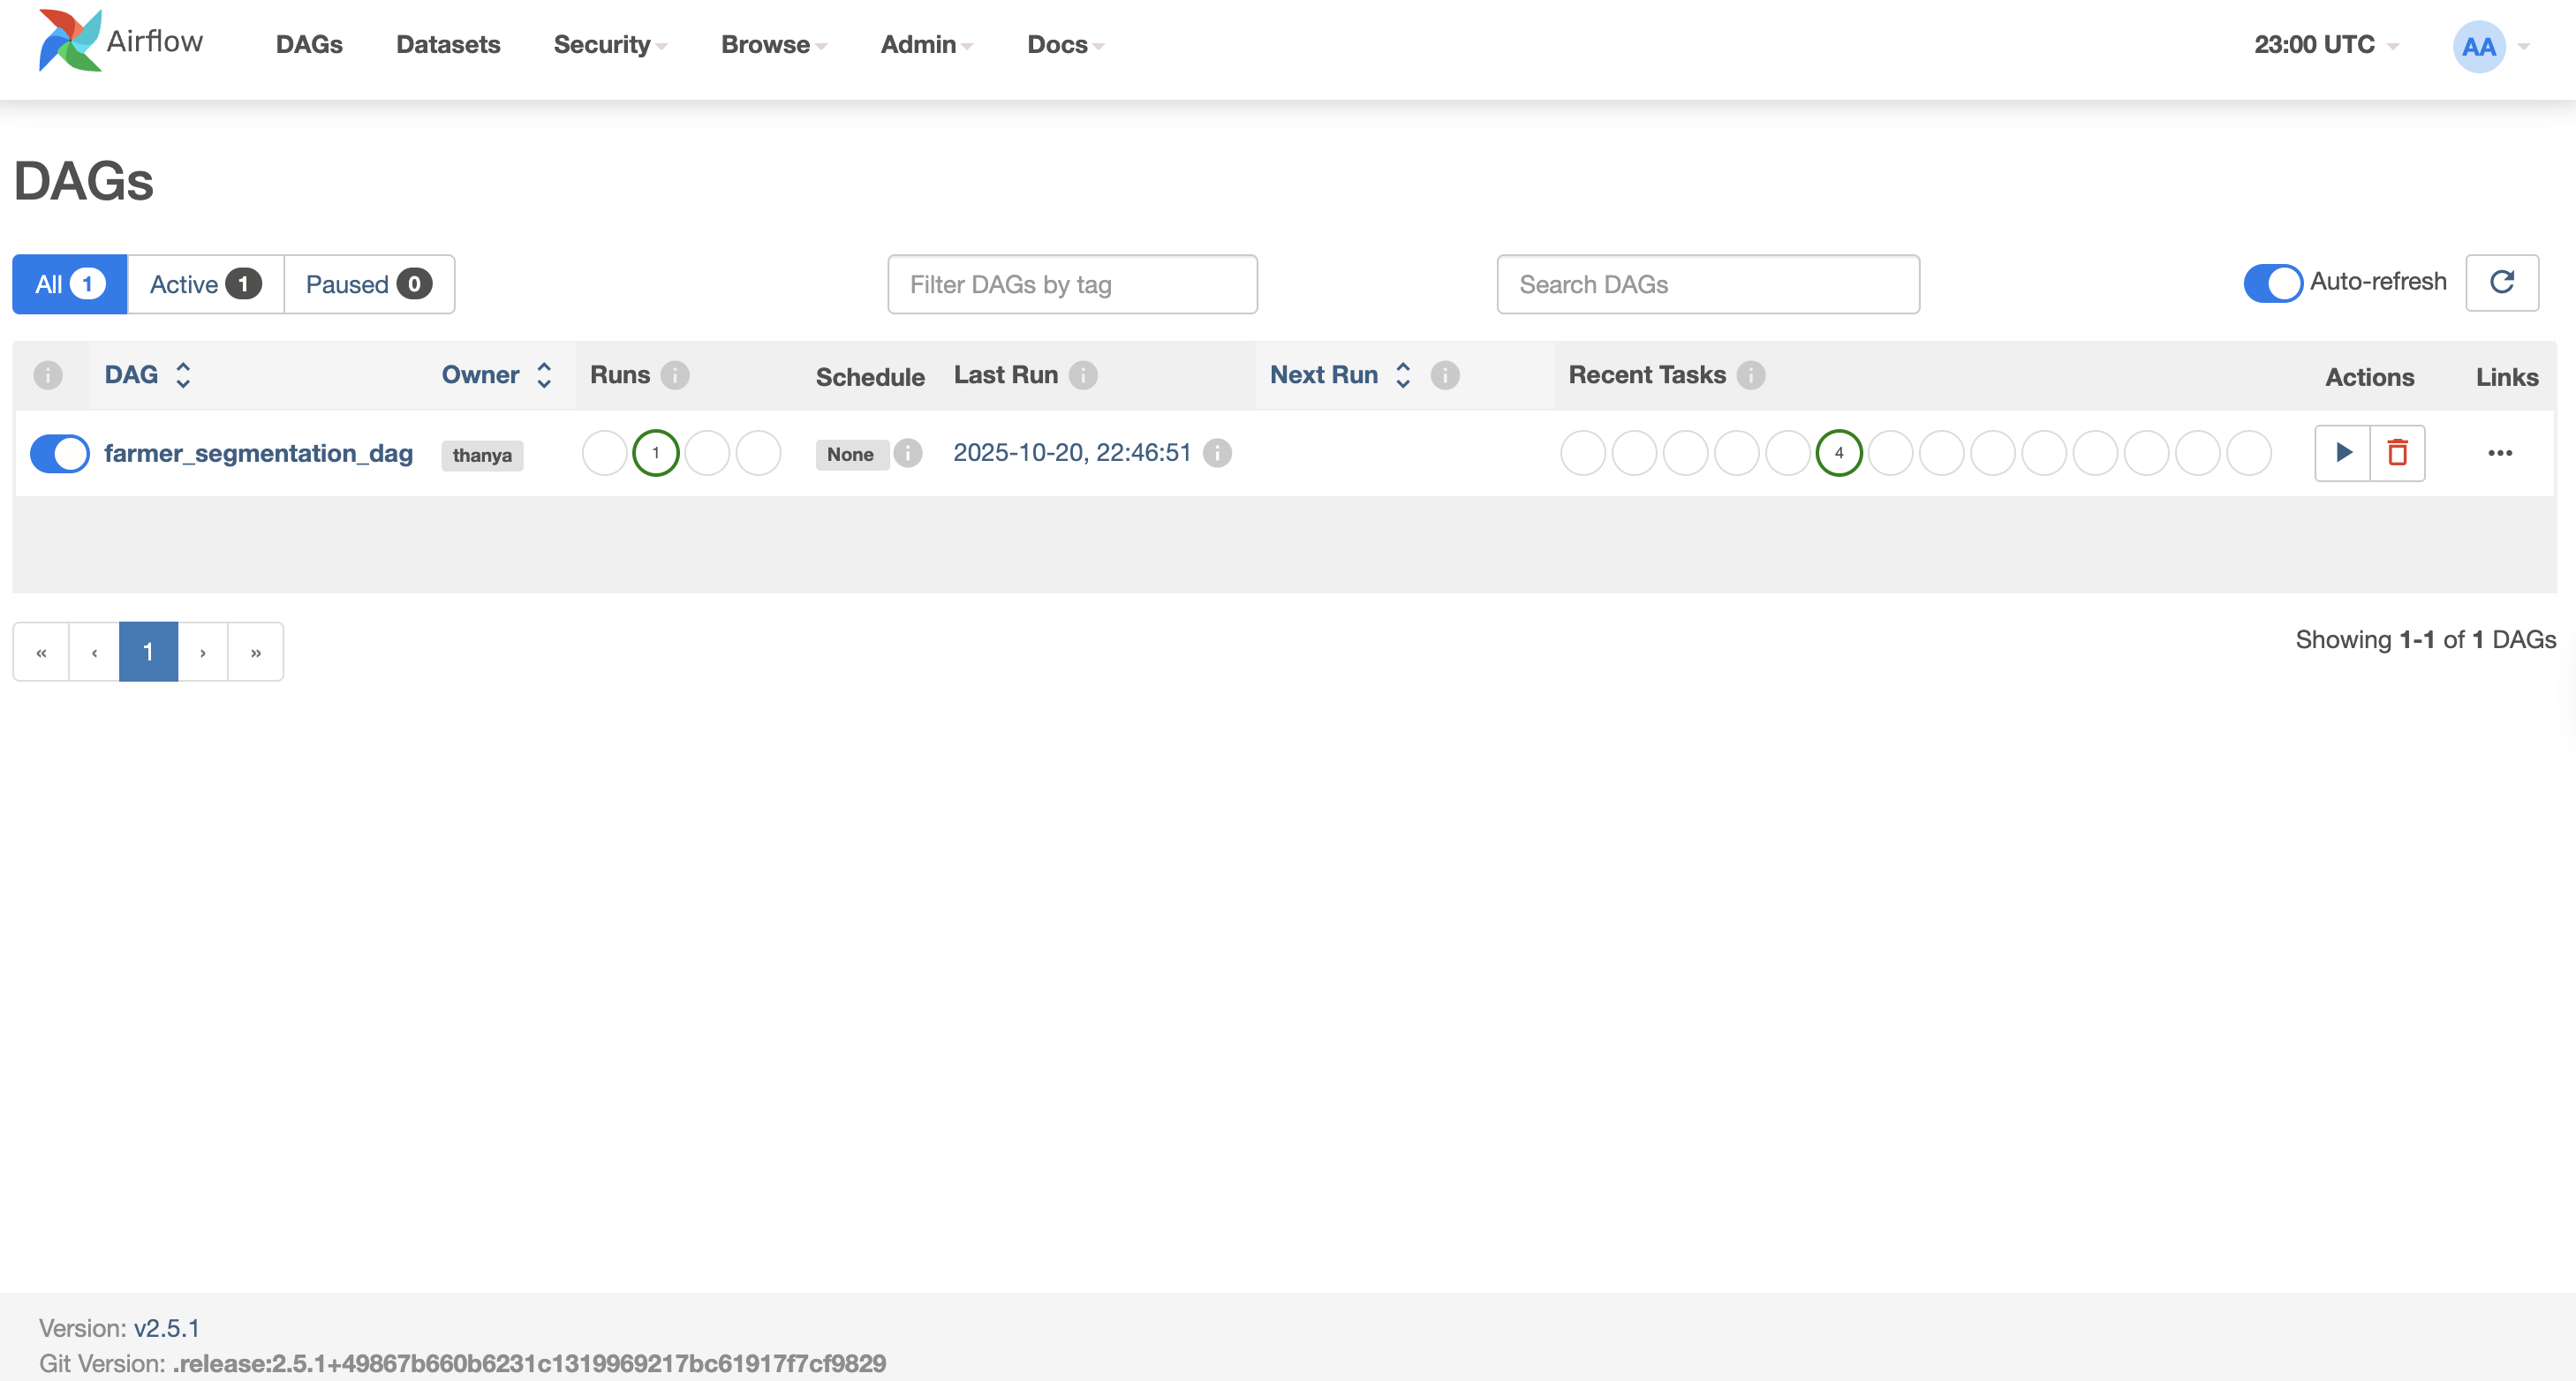 Airflow DAGs Datasets Security Browse Admin Docs 23:00 UTC AA
DAGs
All 1 Active 1 Paused 0 Filter DAGs by tag Search DAGs Auto-refresh
DAG Owner Runs Schedule Last Run Next Run Recent Tasks Actions Links
farmer_segmentation_dag thanya 1 None 2025-10-20, 22:46:51 4
« ‹ 1 › » Showing 1-1 of 1 DAGs
Version: v2.5.1
Git Version: .release:2.5.1+49867b660b6231c1319969217bc61917f7cf9829